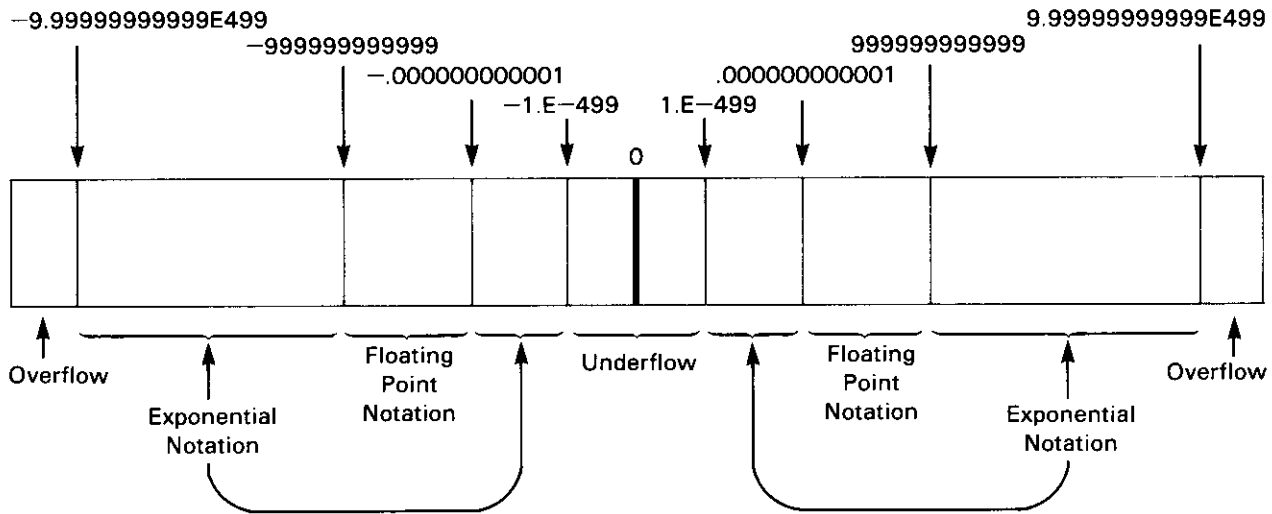 −9.99999999999E499
9.99999999999E499
−999999999999
999999999999
−.000000000001
.000000000001
−1.E−499
1.E−499
0
Overflow
Exponential
Notation
Floating
Point
Notation
Underflow
Floating
Point
Notation
Exponential
Notation
Overflow